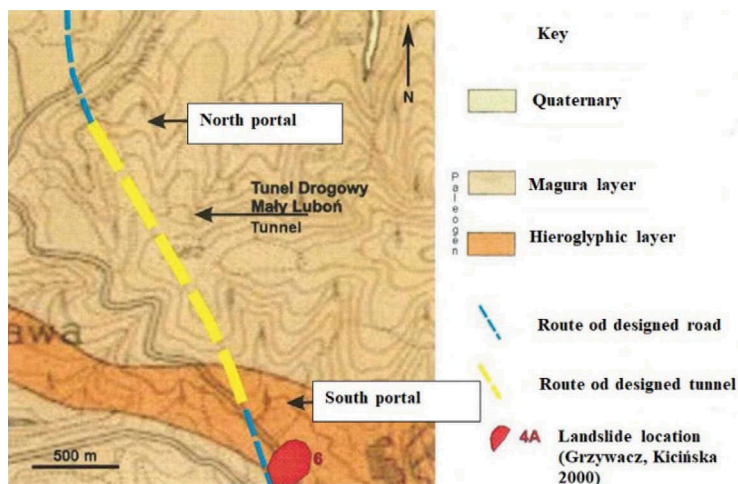 Key
N
North portal
Quaternary
Paleogen
Magura layer
Tunel Drogowy
Mały Luboń
Tunnel
Hieroglyphic layer
Route od designed road
awa
South portal
Route od designed tunnel
500 m
6
4A
Landslide location
(Grzywacz, Kicińska
2000)